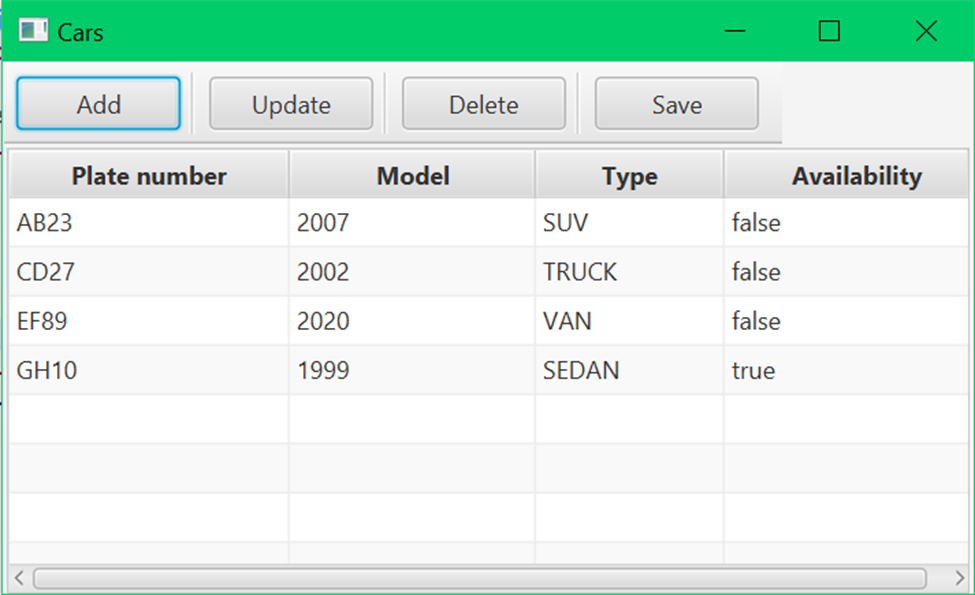 Cars
Add Update Delete Save
Plate number Model Type Availability
AB23 2007 SUV false
CD27 2002 TRUCK false
EF89 2020 VAN false
GH10 1999 SEDAN true